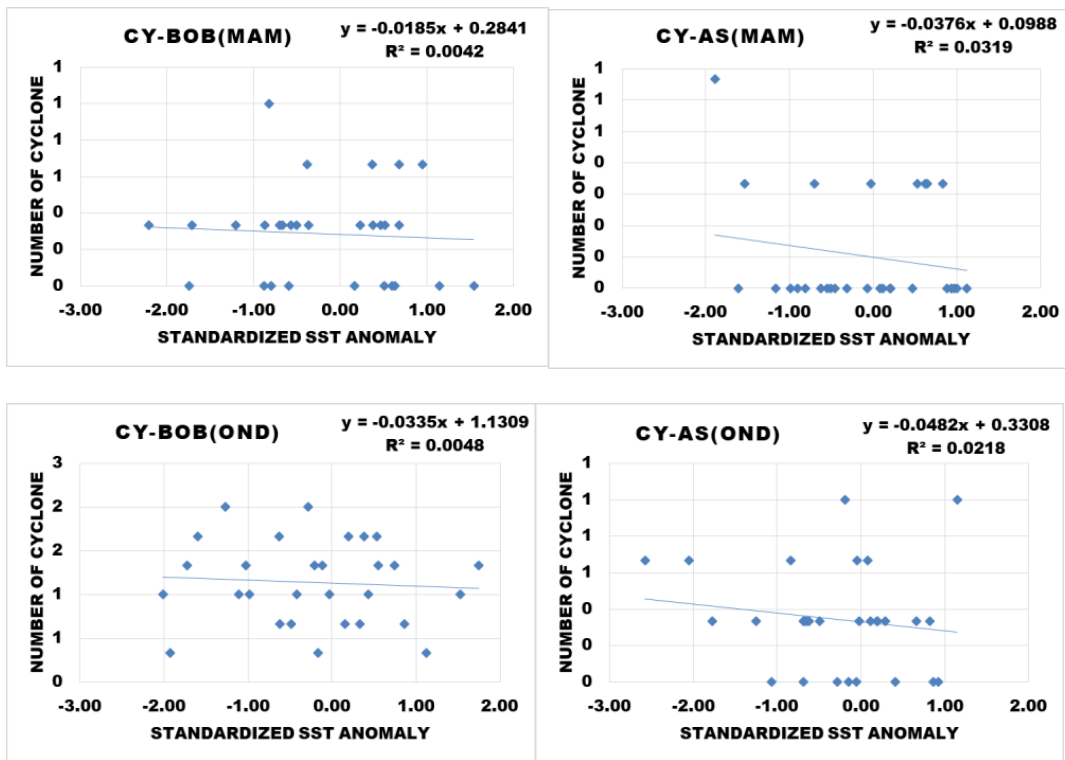 CY-BOB(MAM)
y = -0.0185x + 0.2841
R² = 0.0042
NUMBER OF CYCLONE
1
1
1
1
0
0
0
-3.00 -2.00 -1.00 0.00 1.00 2.00
STANDARDIZED SST ANOMALY
CY-AS(MAM)
y = -0.0376x + 0.0988
R² = 0.0319
NUMBER OF CYCLONE
1
1
1
0
0
0
0
0
-3.00 -2.00 -1.00 0.00 1.00 2.00
STANDARDIZED SST ANOMALY
CY-BOB(OND)
y = -0.0335x + 1.1309
R² = 0.0048
NUMBER OF CYCLONE
3
2
2
1
1
0
-3.00 -2.00 -1.00 0.00 1.00 2.00
STANDARDIZED SST ANOMALY
CY-AS(OND)
y = -0.0482x + 0.3308
R² = 0.0218
NUMBER OF CYCLONE
1
1
1
1
0
0
0
-3.00 -2.00 -1.00 0.00 1.00 2.00
STANDARDIZED SST ANOMALY